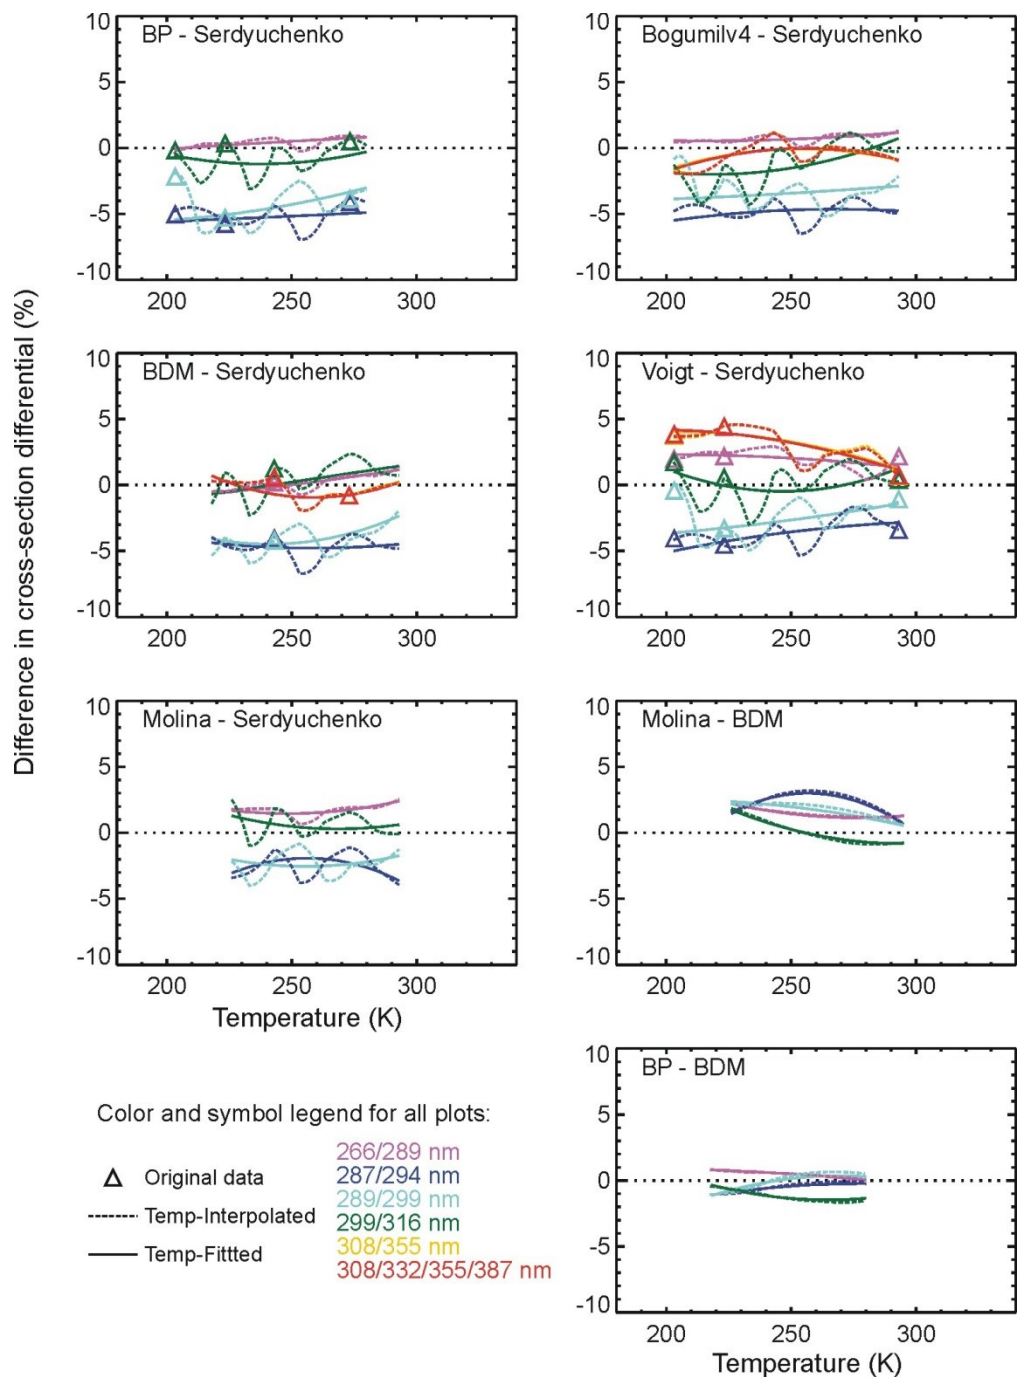 Difference in cross-section differential (%)
BP - Serdyuchenko
10
5
0
-5
-10
200 250 300
Bogumilv4 - Serdyuchenko
10
5
0
-5
-10
200 250 300
BDM - Serdyuchenko
10
5
0
-5
-10
200 250 300
Voigt - Serdyuchenko
10
5
0
-5
-10
200 250 300
Molina - Serdyuchenko
10
5
0
-5
-10
200 250 300
Temperature (K)
Molina - BDM
10
5
0
-5
-10
200 250 300
BP - BDM
10
5
0
-5
-10
200 250 300
Temperature (K)
Color and symbol legend for all plots:
Original data
Temp-Interpolated
Temp-Fittted
266/289 nm
287/294 nm
289/299 nm
299/316 nm
308/355 nm
308/332/355/387 nm